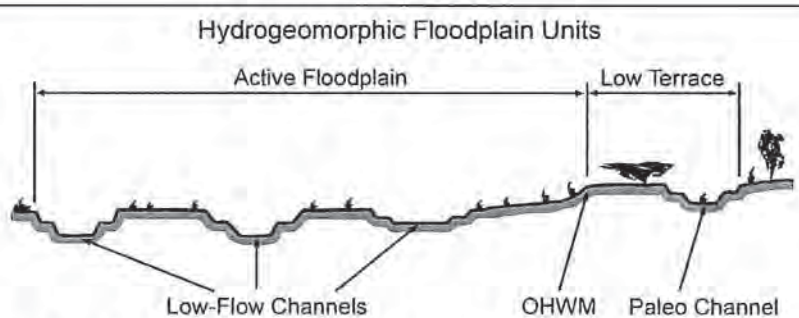 Hydrogeomorphic Floodplain Units
Active Floodplain
Low Terrace
Low-Flow Channels
OHWM
Paleo Channel